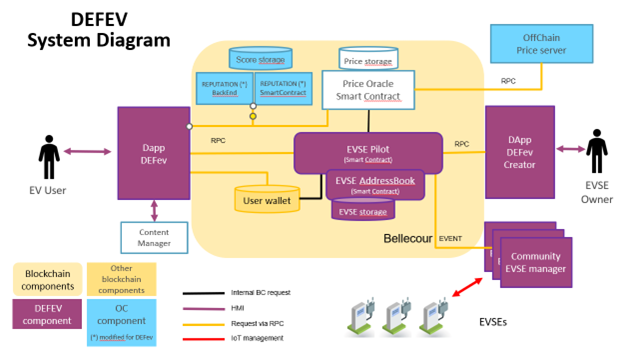 DEFEV
System Diagram
OffChain
Price server
Score storage
Price storage
REPUTATION (*)
BackEnd
REPUTATION (*)
SmartContract
Price Oracle
Smart Contract
RPC
Dapp
DEFev
RPC
EVSE Pilot
(Smart Contract)
RPC
DApp
DEFev
Creator
EV User
EVSE
Owner
EVSE AddressBook
(Smart Contract)
EVSE storage
User wallet
Content
Manager
Bellecour
EVENT
Community
EVSE manager
E
E
Blockchain
components
Other
blockchain
components
DEFEV
component
OC
component
(*) modified for DEFev
Internal BC request
HMI
Request via RPC
IoT management
EVSEs